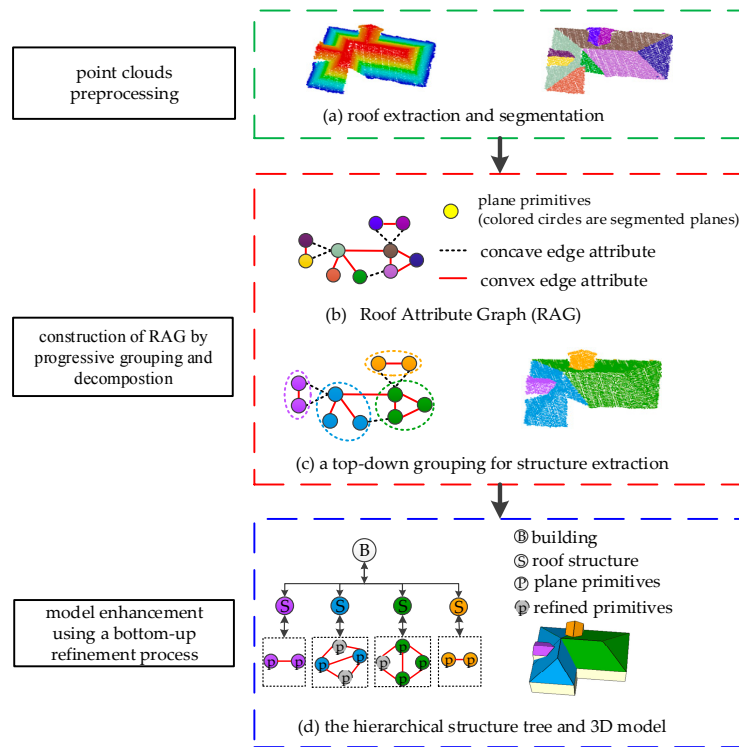 point clouds
preprocessing
(a) roof extraction and segmentation
plane primitives
(colored circles are segmented planes)
concave edge attribute
convex edge attribute
(b) Roof Attribute Graph (RAG)
construction of RAG by
progressive grouping and
decompostion
(c) a top-down grouping for structure extraction
B
S S S S
p p p p p p p p p p p p
model enhancement
using a bottom-up
refinement process
B building
S roof structure
P plane primitives
p refined primitives
(d) the hierarchical structure tree and 3D model